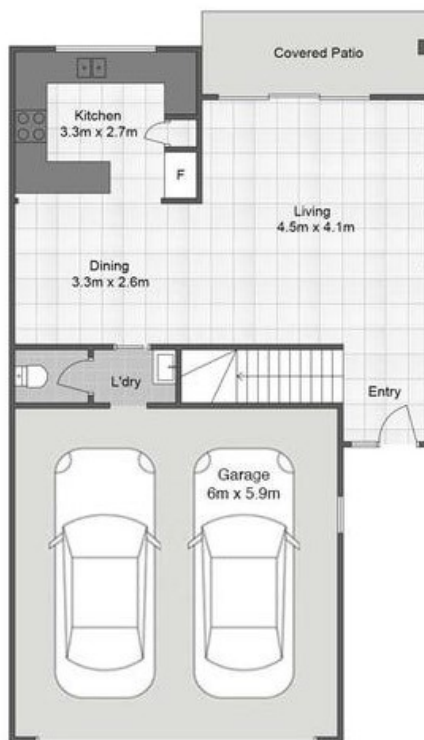 Covered Patio
Kitchen
3.3m x 2.7m
F
Living
4.5m x 4.1m
Dining
3.3m x 2.6m
L'dry
Entry
Garage
6m x 5.9m